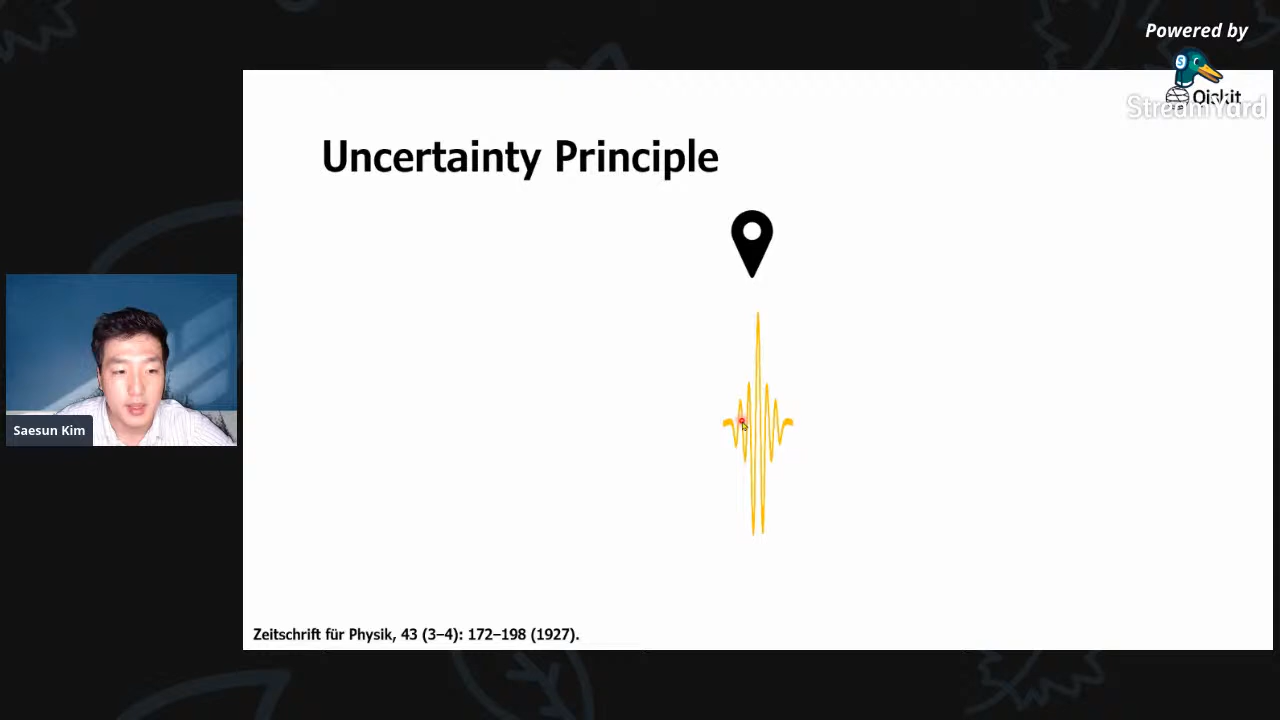 Powered by
Qiskit
StreamYard
Uncertainty Principle
Saesun Kim
Zeitschrift für Physik, 43 (3–4): 172–198 (1927).